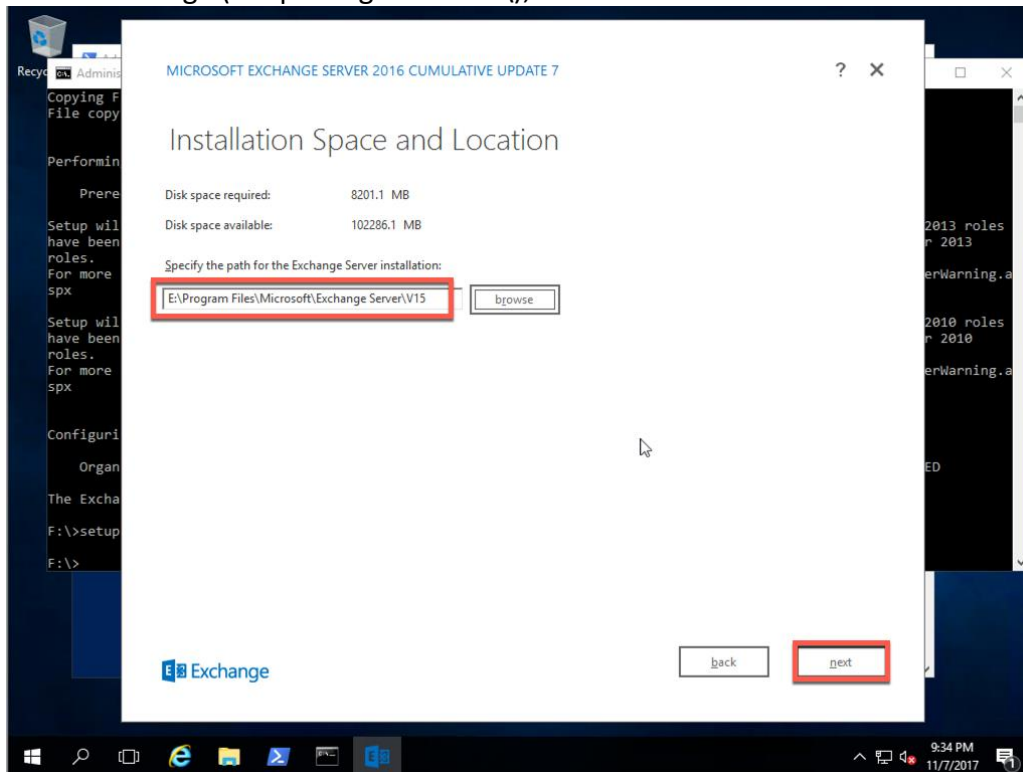 MICROSOFT EXCHANGE SERVER 2016 CUMULATIVE UPDATE 7
? ×
Recyc
Adminis
Installation Space and Location
Disk space required: 8201.1 MB
Disk space available: 102286.1 MB
Specify the path for the Exchange Server installation:
E:\Program Files\Microsoft\Exchange Server\V15
browse
Copying F
File copy
Performin
Prere
Setup wil 2013 roles
have been r 2013
roles.
For more erWarning.a
spx
Setup wil 2010 roles
have been r 2010
roles.
For more erWarning.a
spx
Configuri
Organ ED
The Excha
F:\>setup
F:\>
E Exchange
back
next
9:34 PM
11/7/2017